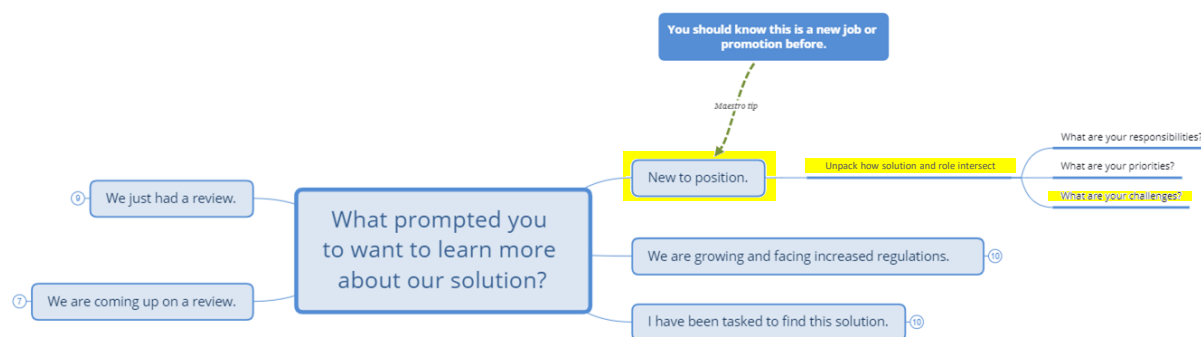 You should know this is a new job or
promotion before.
Maestro tip
What are your responsibilities?
New to position.
Unpack how solution and role intersect
What are your priorities?
What are your challenges?
9
We just had a review.
What prompted you
to want to learn more
about our solution?
We are growing and facing increased regulations.
10
7
We are coming up on a review.
I have been tasked to find this solution.
10